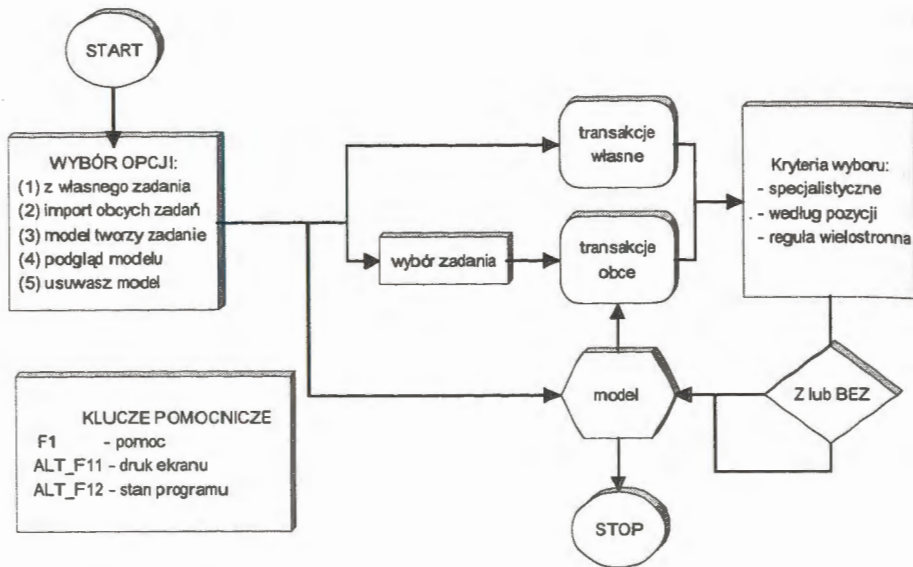 START
WYBÓR OPCJI:
(1) z własnego zadania
(2) import obcych zadań
(3) model tworzy zadanie
(4) podgląd modelu
(5) usuwasz model
transakcje
własne
wybór zadania
transakcje
obce
Kryteria wyboru:
- specjalistyczne
- według pozycji
- reguła wielostronna
model
Z lub BEZ
STOP
KLUCZE POMOCNICZE
F1 - pomoc
ALT_F11 - druk ekranu
ALT_F12 - stan programu